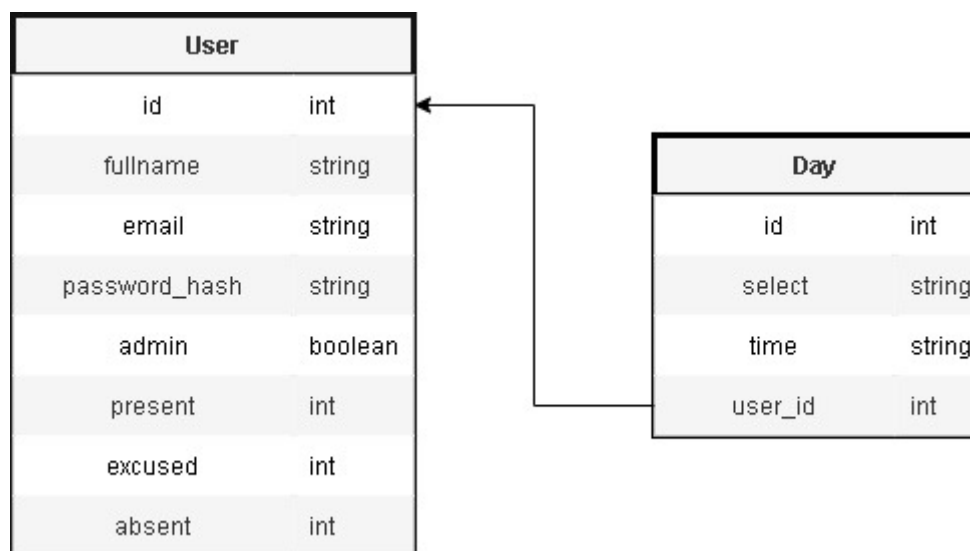 User
id int
fullname string
email string
password_hash string
admin boolean
present int
excused int
absent int
Day
id int
select string
time string
user_id int